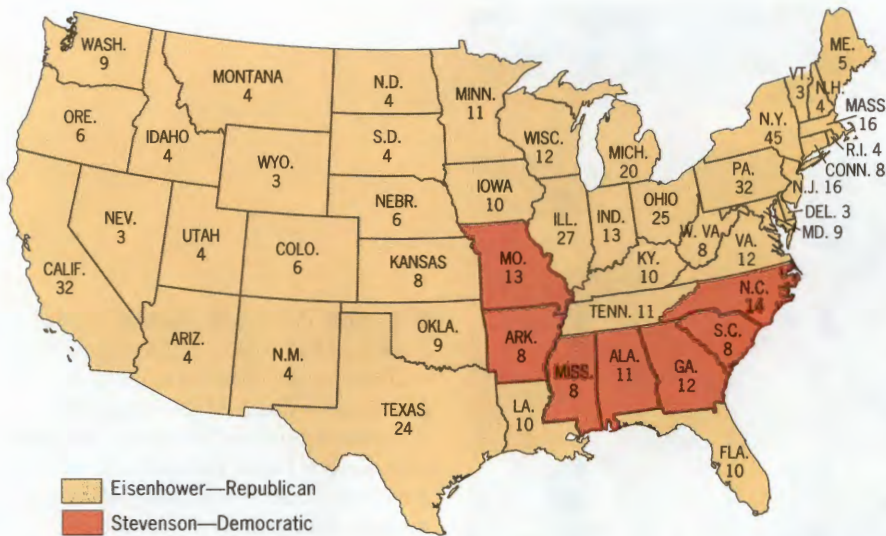 WASH.
9
MONTANA
4
N.D.
4
MINN.
11
ME.
5
VT.
3
N.H.
4
MASS
16
ORE.
6
IDAHO
4
S.D.
4
WISC.
12
MICH.
20
N.Y.
45
R.I. 4
CONN. 8
WYO.
3
IOWA
10
PA.
32
N.J. 16
NEV.
3
UTAH
4
COLO.
6
NEBR.
6
ILL.
27
IND.
13
OHIO
25
W. VA.
8
VA.
12
DEL. 3
MD. 9
CALIF.
32
KANSAS
8
MO.
13
KY.
10
N.C.
14
ARIZ.
4
N.M.
4
OKLA.
9
ARK.
8
TENN. 11
S.C.
8
MISS.
8
ALA.
11
GA.
12
TEXAS
24
LA.
10
FLA.
10
Eisenhower—Republican
Stevenson—Democratic